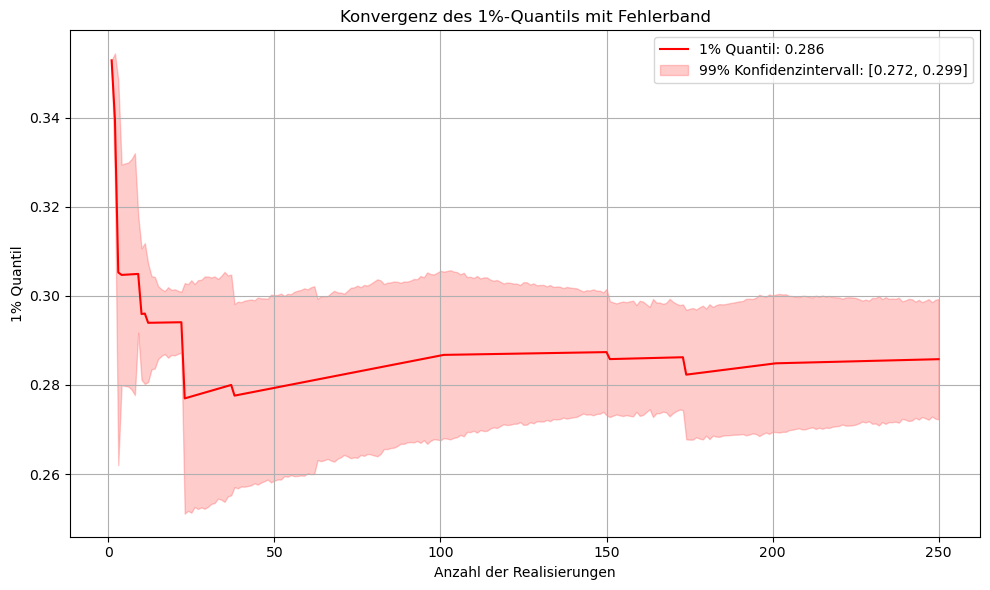 Konvergenz des 1%-Quantils mit Fehlerband
1% Quantil: 0.286
99% Konfidenzintervall: [0.272, 0.299]
1% Quantil
0.34
0.32
0.30
0.28
0.26
0
50
100
150
200
250
Anzahl der Realisierungen